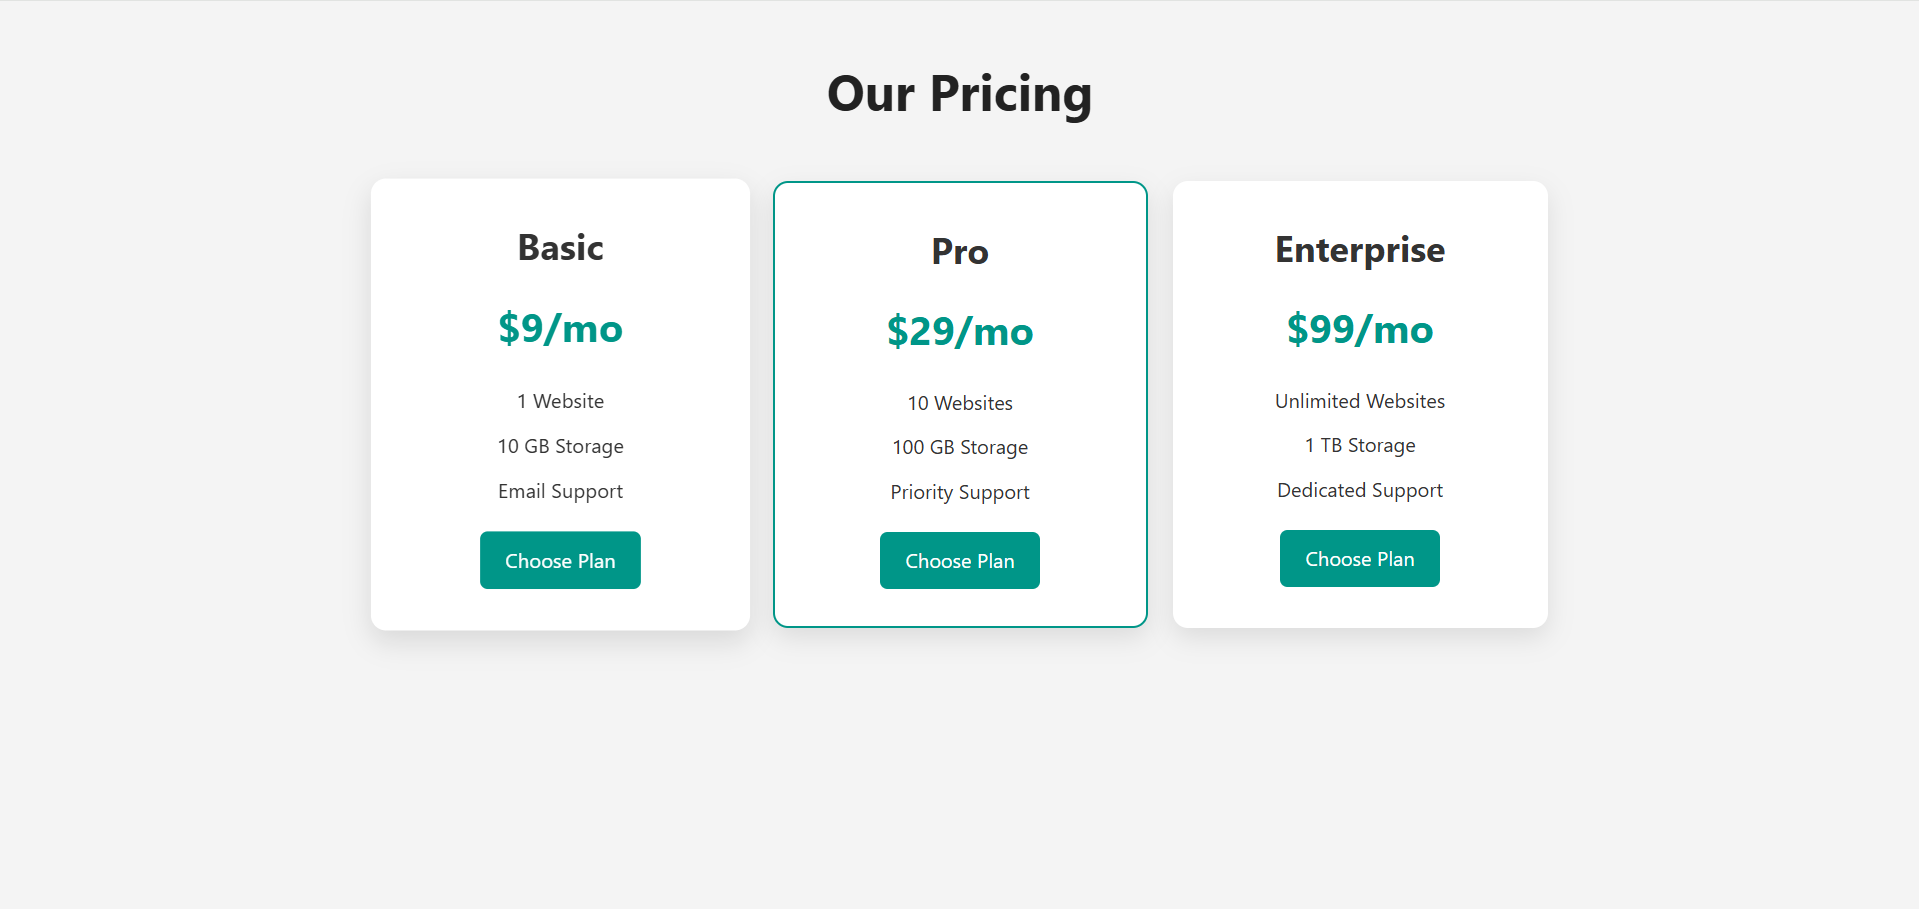 Our Pricing
Basic
$9/mo
1 Website
10 GB Storage
Email Support
Choose Plan
Pro
$29/mo
10 Websites
100 GB Storage
Priority Support
Choose Plan
Enterprise
$99/mo
Unlimited Websites
1 TB Storage
Dedicated Support
Choose Plan